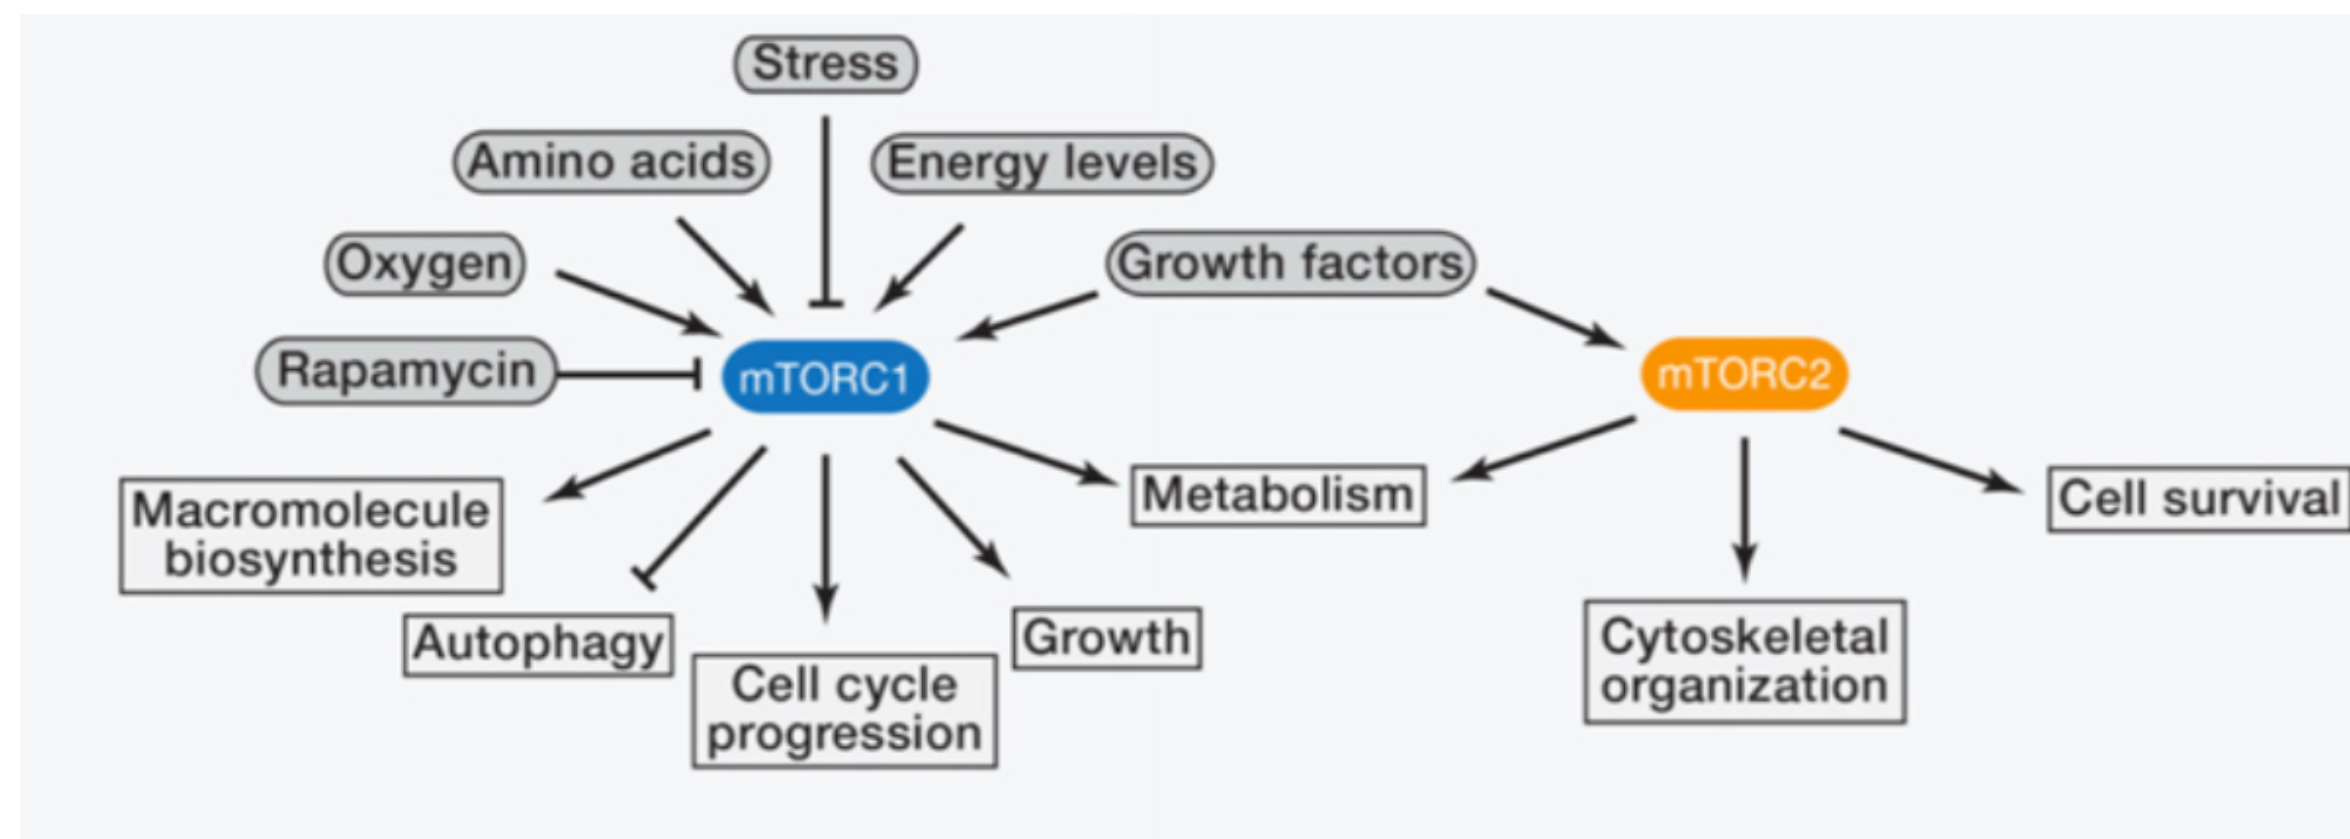 Stress
Amino acids
Energy levels
Oxygen
Growth factors
Rapamycin
mTORC1
mTORC2
Macromolecule
biosynthesis
Metabolism
Cell survival
Autophagy
Cell cycle
progression
Growth
Cytoskeletal
organization